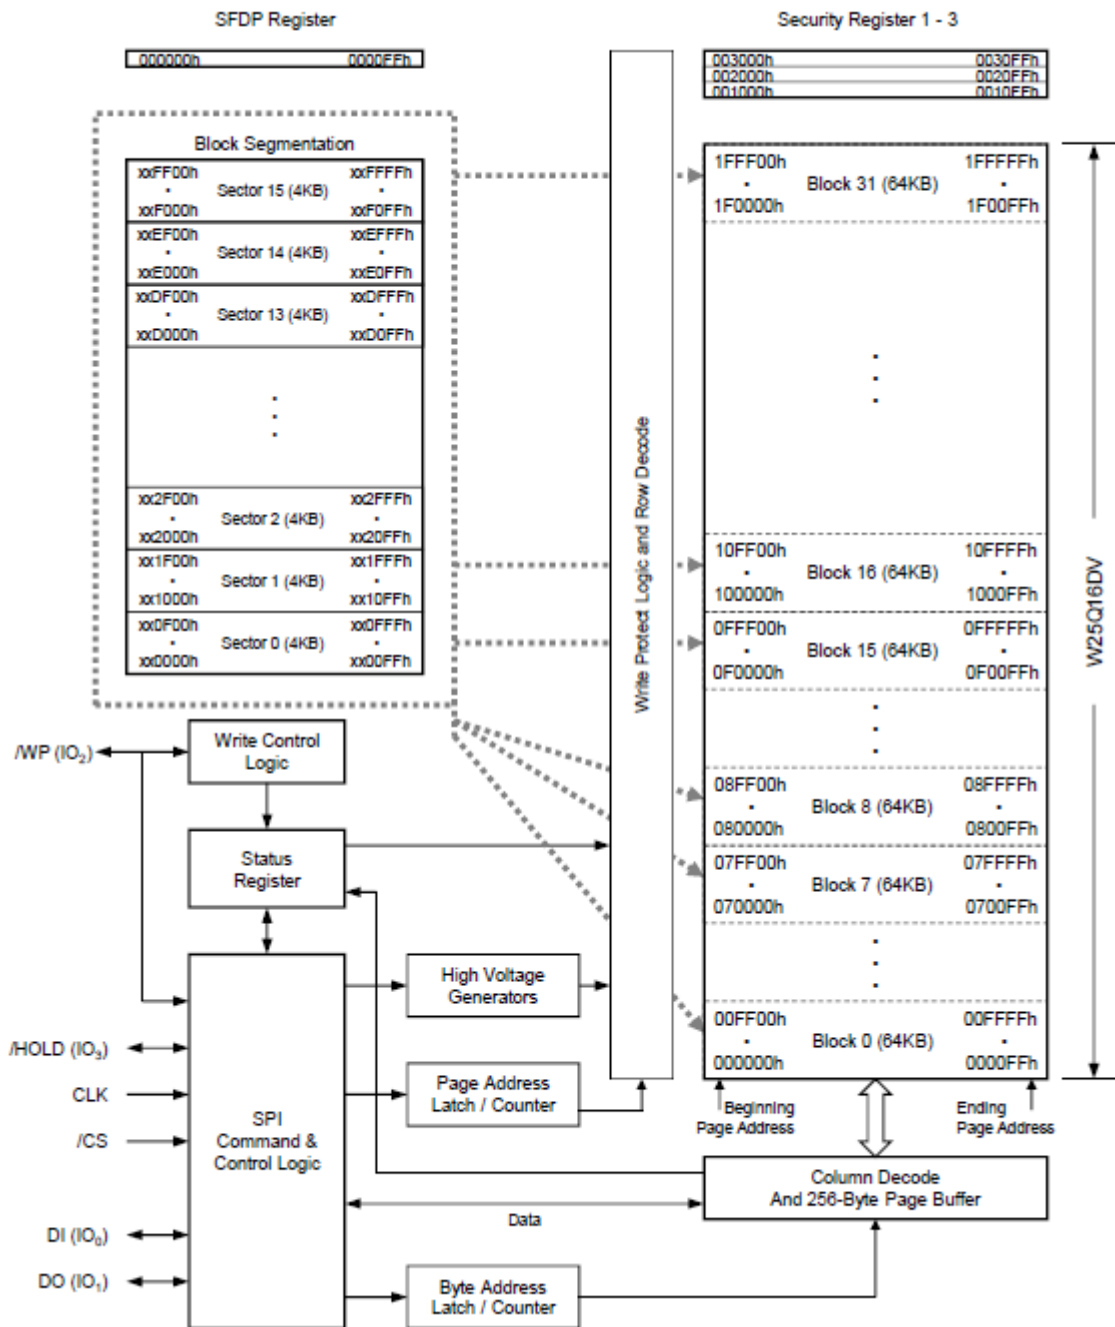 SFDP Register
000000h 0000FFh
Security Register 1 - 3
003000h 0030FFh
002000h 0020FFh
001000h 0010FFh
Block Segmentation
xxFF00h xxFFFFh
Sector 15 (4KB)
xxF000h xxF0FFh
xxEF00h xxEFFFh
Sector 14 (4KB)
xxE000h xxE0FFh
xxDF00h xxDFFFh
Sector 13 (4KB)
xxD000h xxD0FFh
xx2F00h xx2FFFh
Sector 2 (4KB)
xx2000h xx20FFh
xx1F00h xx1FFFh
Sector 1 (4KB)
xx1000h xx10FFh
xx0F00h xx0FFFh
Sector 0 (4KB)
xx0000h xx00FFh
Write Protect Logic and Row Decode
1FFF00h 1FFFFFh
Block 31 (64KB)
1F0000h 1F00FFh
10FF00h 10FFFFh
Block 16 (64KB)
100000h 1000FFh
0FFF00h 0FFFFFh
Block 15 (64KB)
0F0000h 0F00FFh
08FF00h 08FFFFh
Block 8 (64KB)
080000h 0800FFh
07FF00h 07FFFFh
Block 7 (64KB)
070000h 0700FFh
00FF00h 00FFFFh
Block 0 (64KB)
000000h 0000FFh
W25Q16DV
Beginning
Page Address
Ending
Page Address
/WP (IO2)
Write Control
Logic
Status
Register
High Voltage
Generators
/HOLD (IO3)
CLK
/CS
DI (IO0)
DO (IO1)
SPI
Command &
Control Logic
Page Address
Latch / Counter
Column Decode
And 256-Byte Page Buffer
Data
Byte Address
Latch / Counter